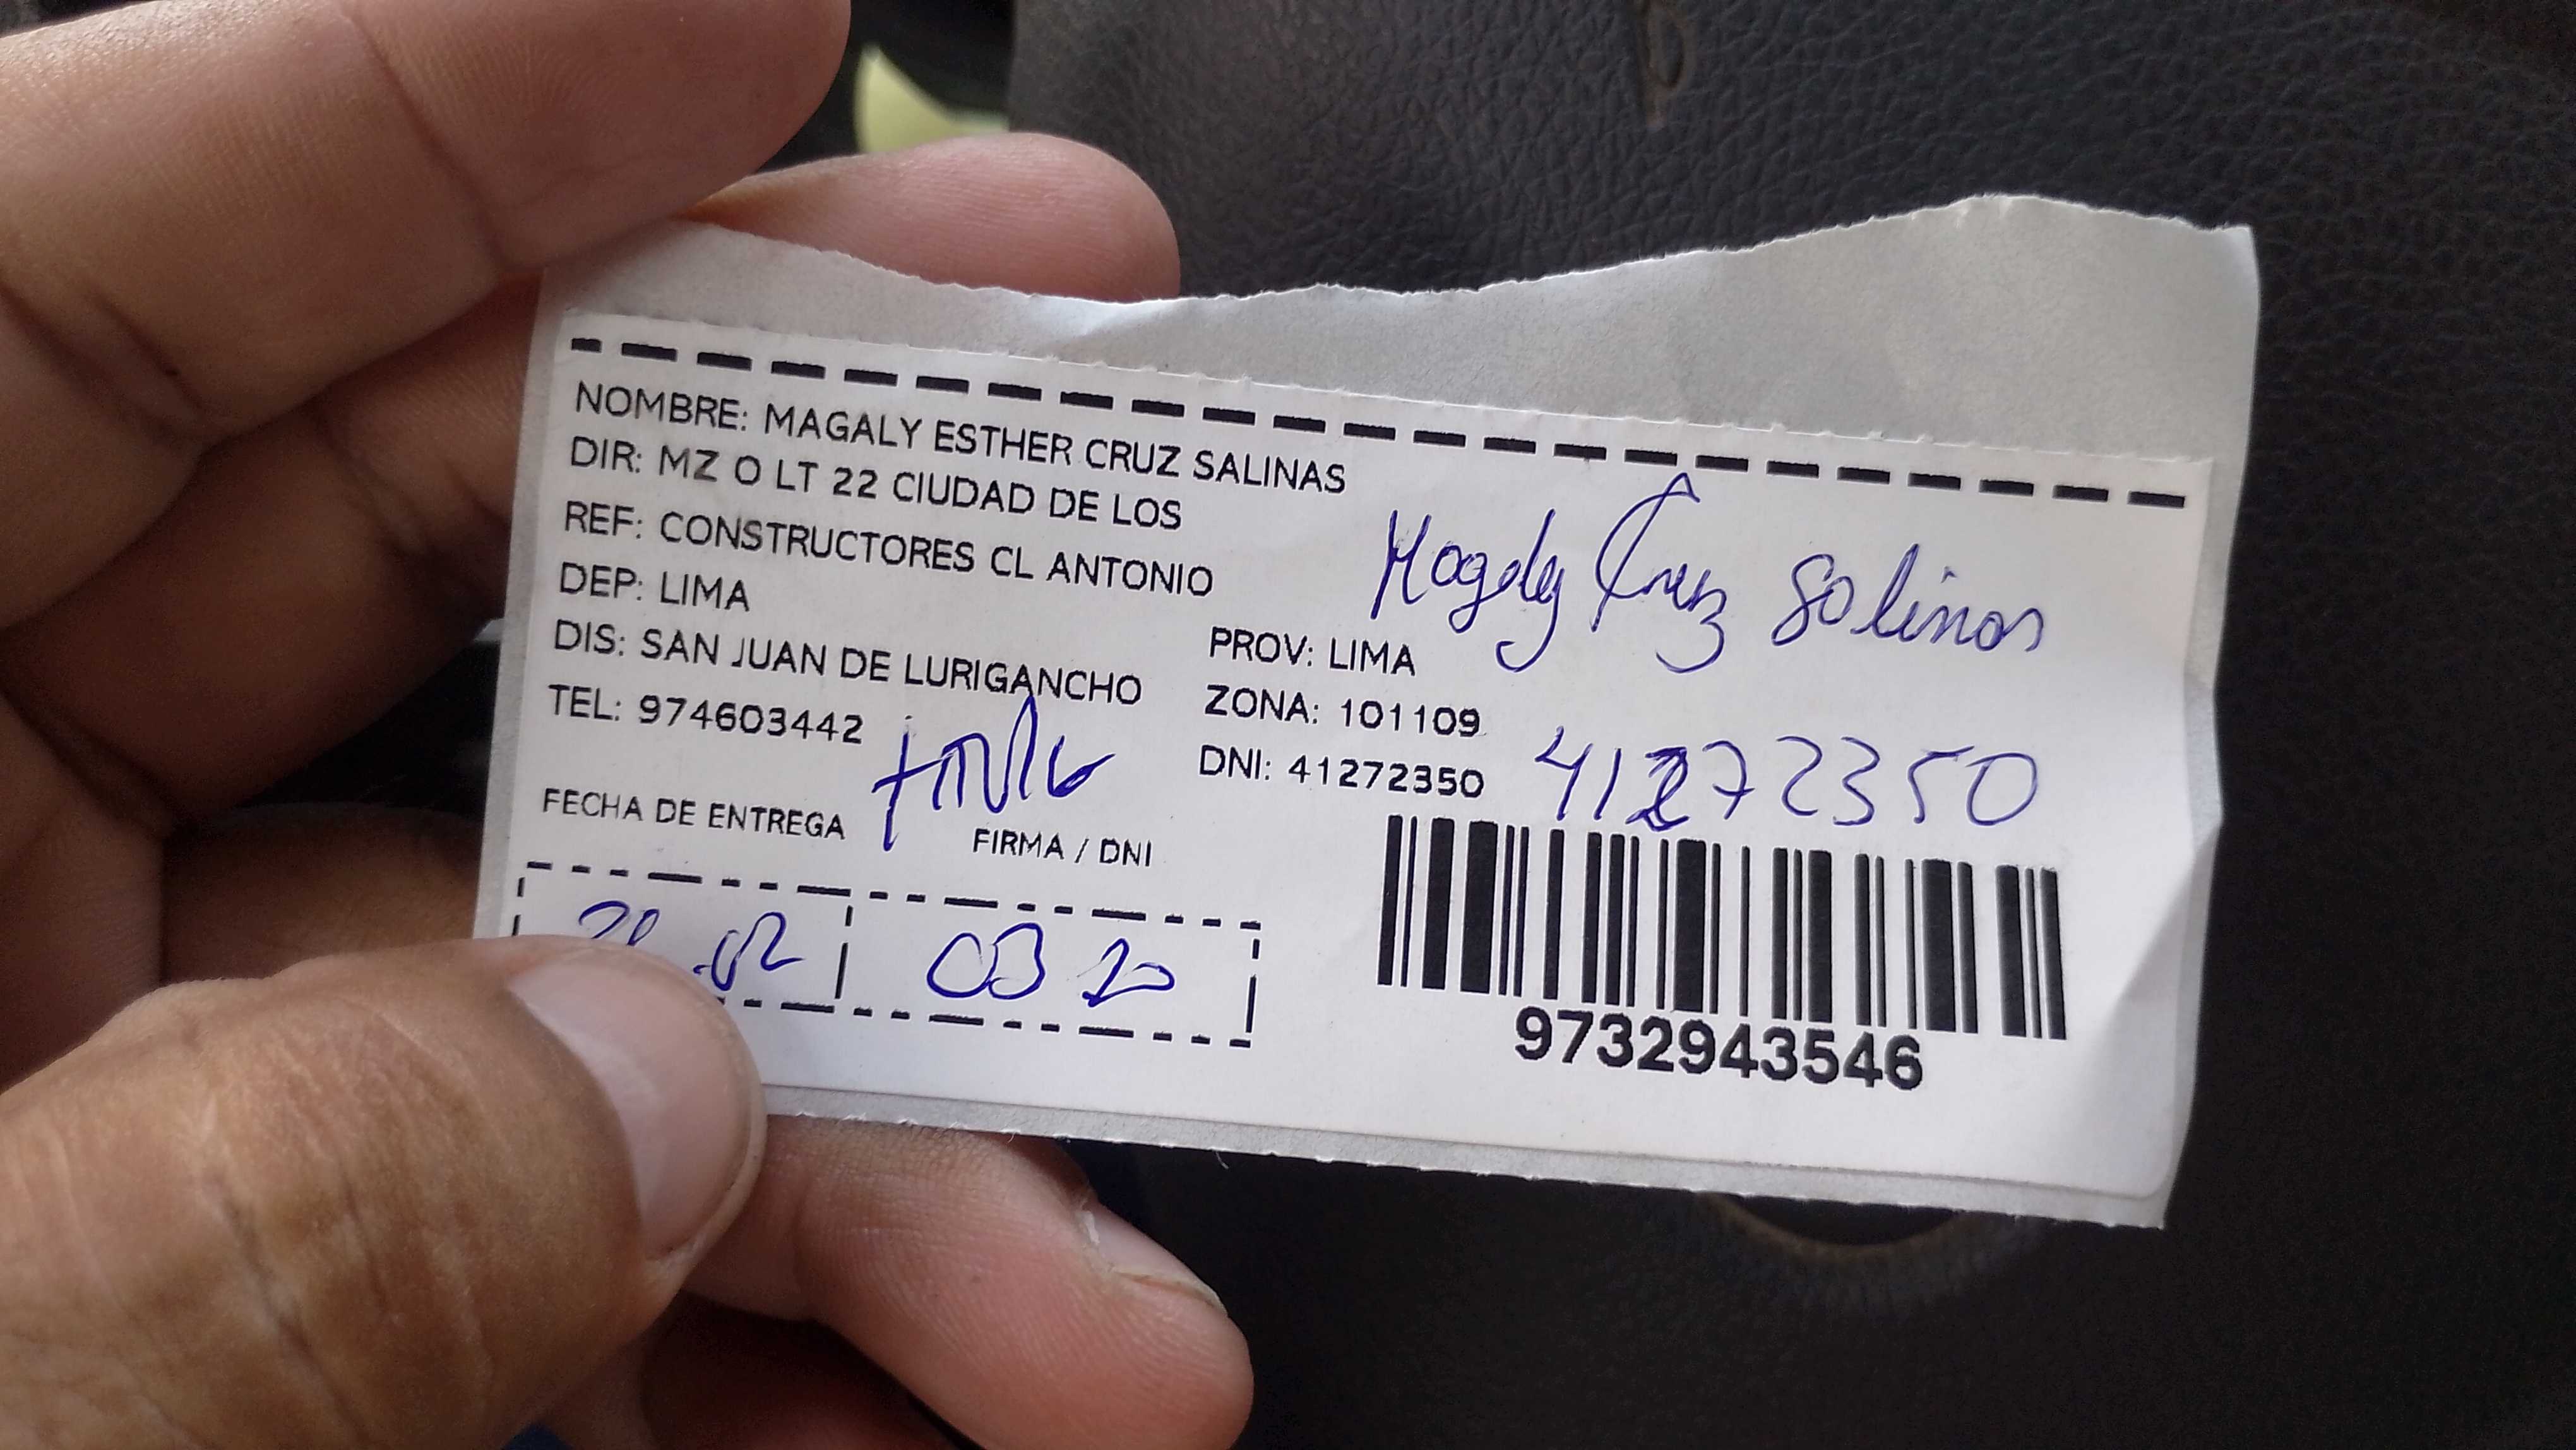 NOMBRE: MAGALY ESTHER CRUZ SALINAS
DIR: MZ O LT 22 CIUDAD DE LOS
REF: CONSTRUCTORES CL ANTONIO
Magaly Cruz Salinas
DEP: LIMA
PROV: LIMA
DIS: SAN JUAN DE LURIGANCHO
ZONA: 101109
TEL: 974603442
DNI: 41272350
41272350
FECHA DE ENTREGA
FIRMA / DNI
02
03 20
9732943546